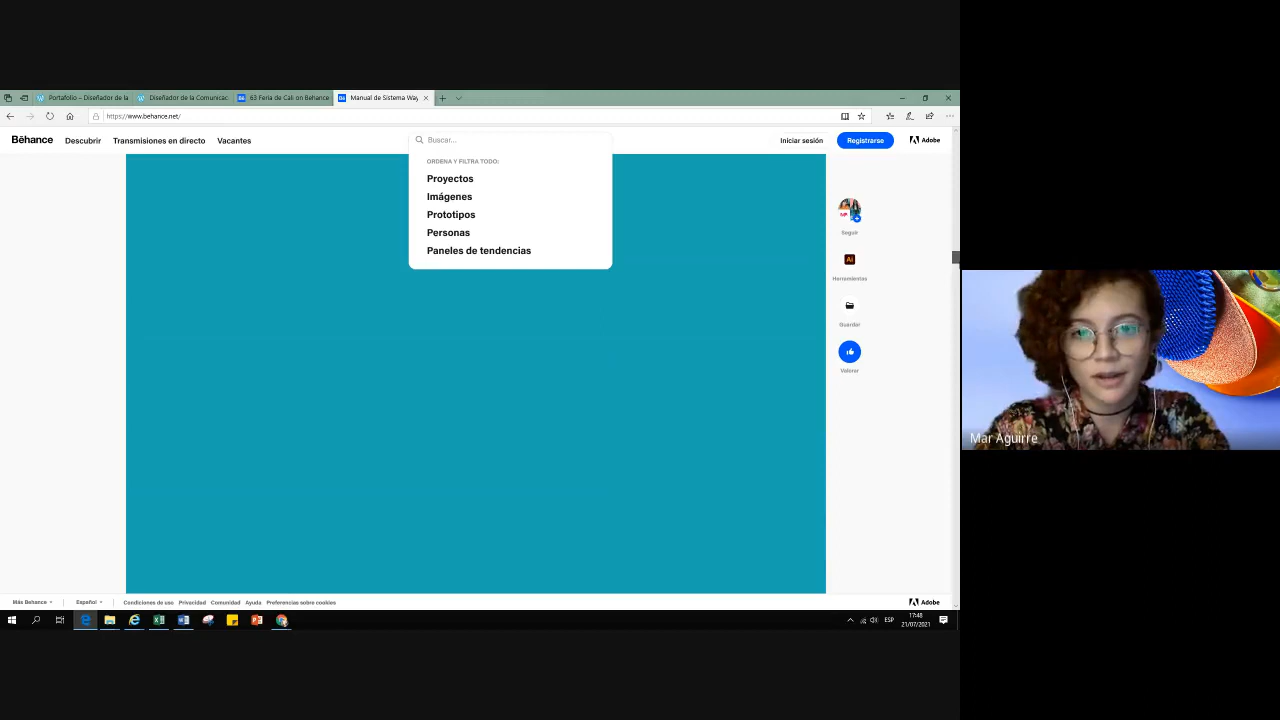 Portafolio – Diseñador de la
Diseñador de la Comunicac
63 Feria de Cali on Behance
Manual de Sistema Way
https://www.behance.net/
Bēhance
Descubrir
Transmisiones en directo
Vacantes
Buscar...
Iniciar sesión
Registrarse
Adobe
ORDENA Y FILTRA TODO:
Proyectos
Imágenes
Prototipos
Personas
Paneles de tendencias
Seguir
Ai
Herramientas
Guardar
Valorar
Mar Aguirre
Más Behance
Español
Condiciones de uso
Privacidad
Comunidad
Ayuda
Preferencias sobre cookies
Adobe
ESP
17:48
21/07/2021